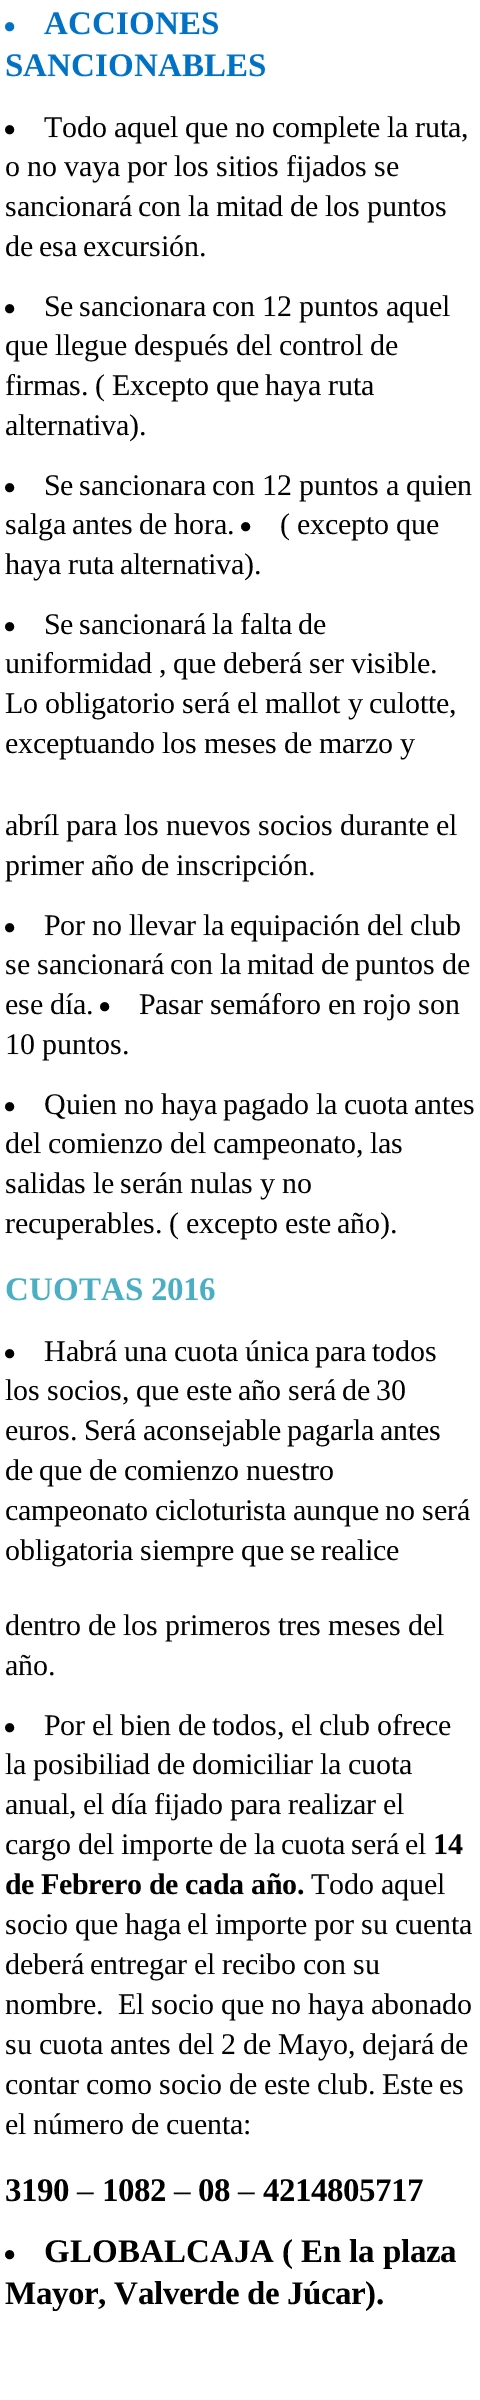 • ACCIONES
SANCIONABLES
• Todo aquel que no complete la ruta,
o no vaya por los sitios fijados se
sancionará con la mitad de los puntos
de esa excursión.
• Se sancionara con 12 puntos aquel
que llegue después del control de
firmas. ( Excepto que haya ruta
alternativa).
• Se sancionara con 12 puntos a quien
salga antes de hora. • ( excepto que
haya ruta alternativa).
• Se sancionará la falta de
uniformidad , que deberá ser visible.
Lo obligatorio será el mallot y culotte,
exceptuando los meses de marzo y
abríl para los nuevos socios durante el
primer año de inscripción.
• Por no llevar la equipación del club
se sancionará con la mitad de puntos de
ese día. • Pasar semáforo en rojo son
10 puntos.
• Quien no haya pagado la cuota antes
del comienzo del campeonato, las
salidas le serán nulas y no
recuperables. ( excepto este año).
CUOTAS 2016
• Habrá una cuota única para todos
los socios, que este año será de 30
euros. Será aconsejable pagarla antes
de que de comienzo nuestro
campeonato cicloturista aunque no será
obligatoria siempre que se realice
dentro de los primeros tres meses del
año.
• Por el bien de todos, el club ofrece
la posibiliad de domiciliar la cuota
anual, el día fijado para realizar el
cargo del importe de la cuota será el 14
de Febrero de cada año. Todo aquel
socio que haga el importe por su cuenta
deberá entregar el recibo con su
nombre. El socio que no haya abonado
su cuota antes del 2 de Mayo, dejará de
contar como socio de este club. Este es
el número de cuenta:
3190 – 1082 – 08 – 4214805717
• GLOBALCAJA ( En la plaza
Mayor, Valverde de Júcar).